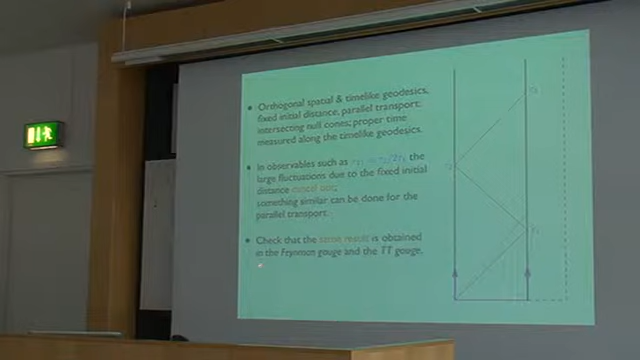 Orthogonal spatial & timelike geodesics,
fixed initial distance, parallel transport:
intersecting null cones; proper time
measured along the timelike geodesics.
In observables such as the
large fluctuations due to the fixed initial
distance cancel out;
something similar can be done for the
parallel transport.
Check that the same result is obtained
in the Feynman gauge and the TT gauge.